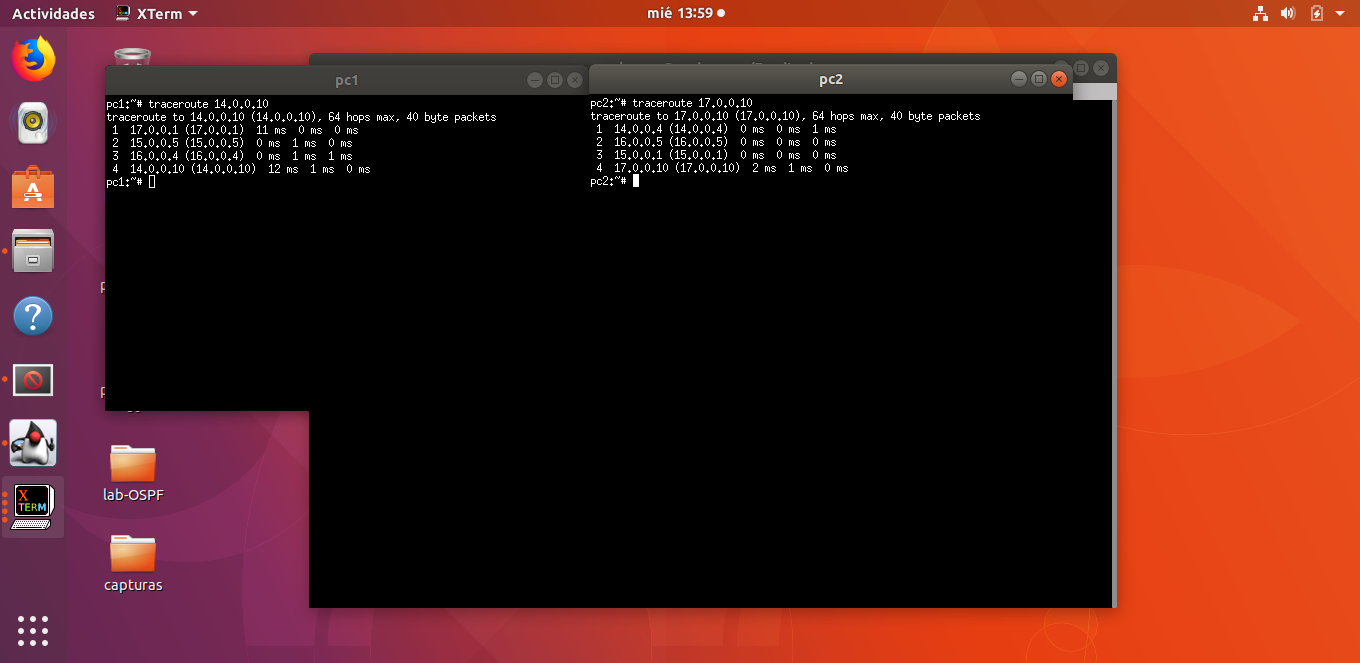 Actividades
XTerm
mié 13:59
pc1
pc1:~# traceroute 14.0.0.10
traceroute to 14.0.0.10 (14.0.0.10), 64 hops max, 40 byte packets
1 17.0.0.1 (17.0.0.1) 11 ms 0 ms 0 ms
2 15.0.0.5 (15.0.0.5) 0 ms 1 ms 0 ms
3 16.0.0.4 (16.0.0.4) 0 ms 1 ms 1 ms
4 14.0.0.10 (14.0.0.10) 12 ms 1 ms 0 ms
pc1:~#
pc2
pc2:~# traceroute 17.0.0.10
traceroute to 17.0.0.10 (17.0.0.10), 64 hops max, 40 byte packets
1 14.0.0.4 (14.0.0.4) 0 ms 0 ms 1 ms
2 16.0.0.5 (16.0.0.5) 0 ms 0 ms 0 ms
3 15.0.0.1 (15.0.0.1) 0 ms 0 ms 0 ms
4 17.0.0.10 (17.0.0.10) 2 ms 1 ms 0 ms
pc2:~#
X
TERM
lab-OSPF
capturas